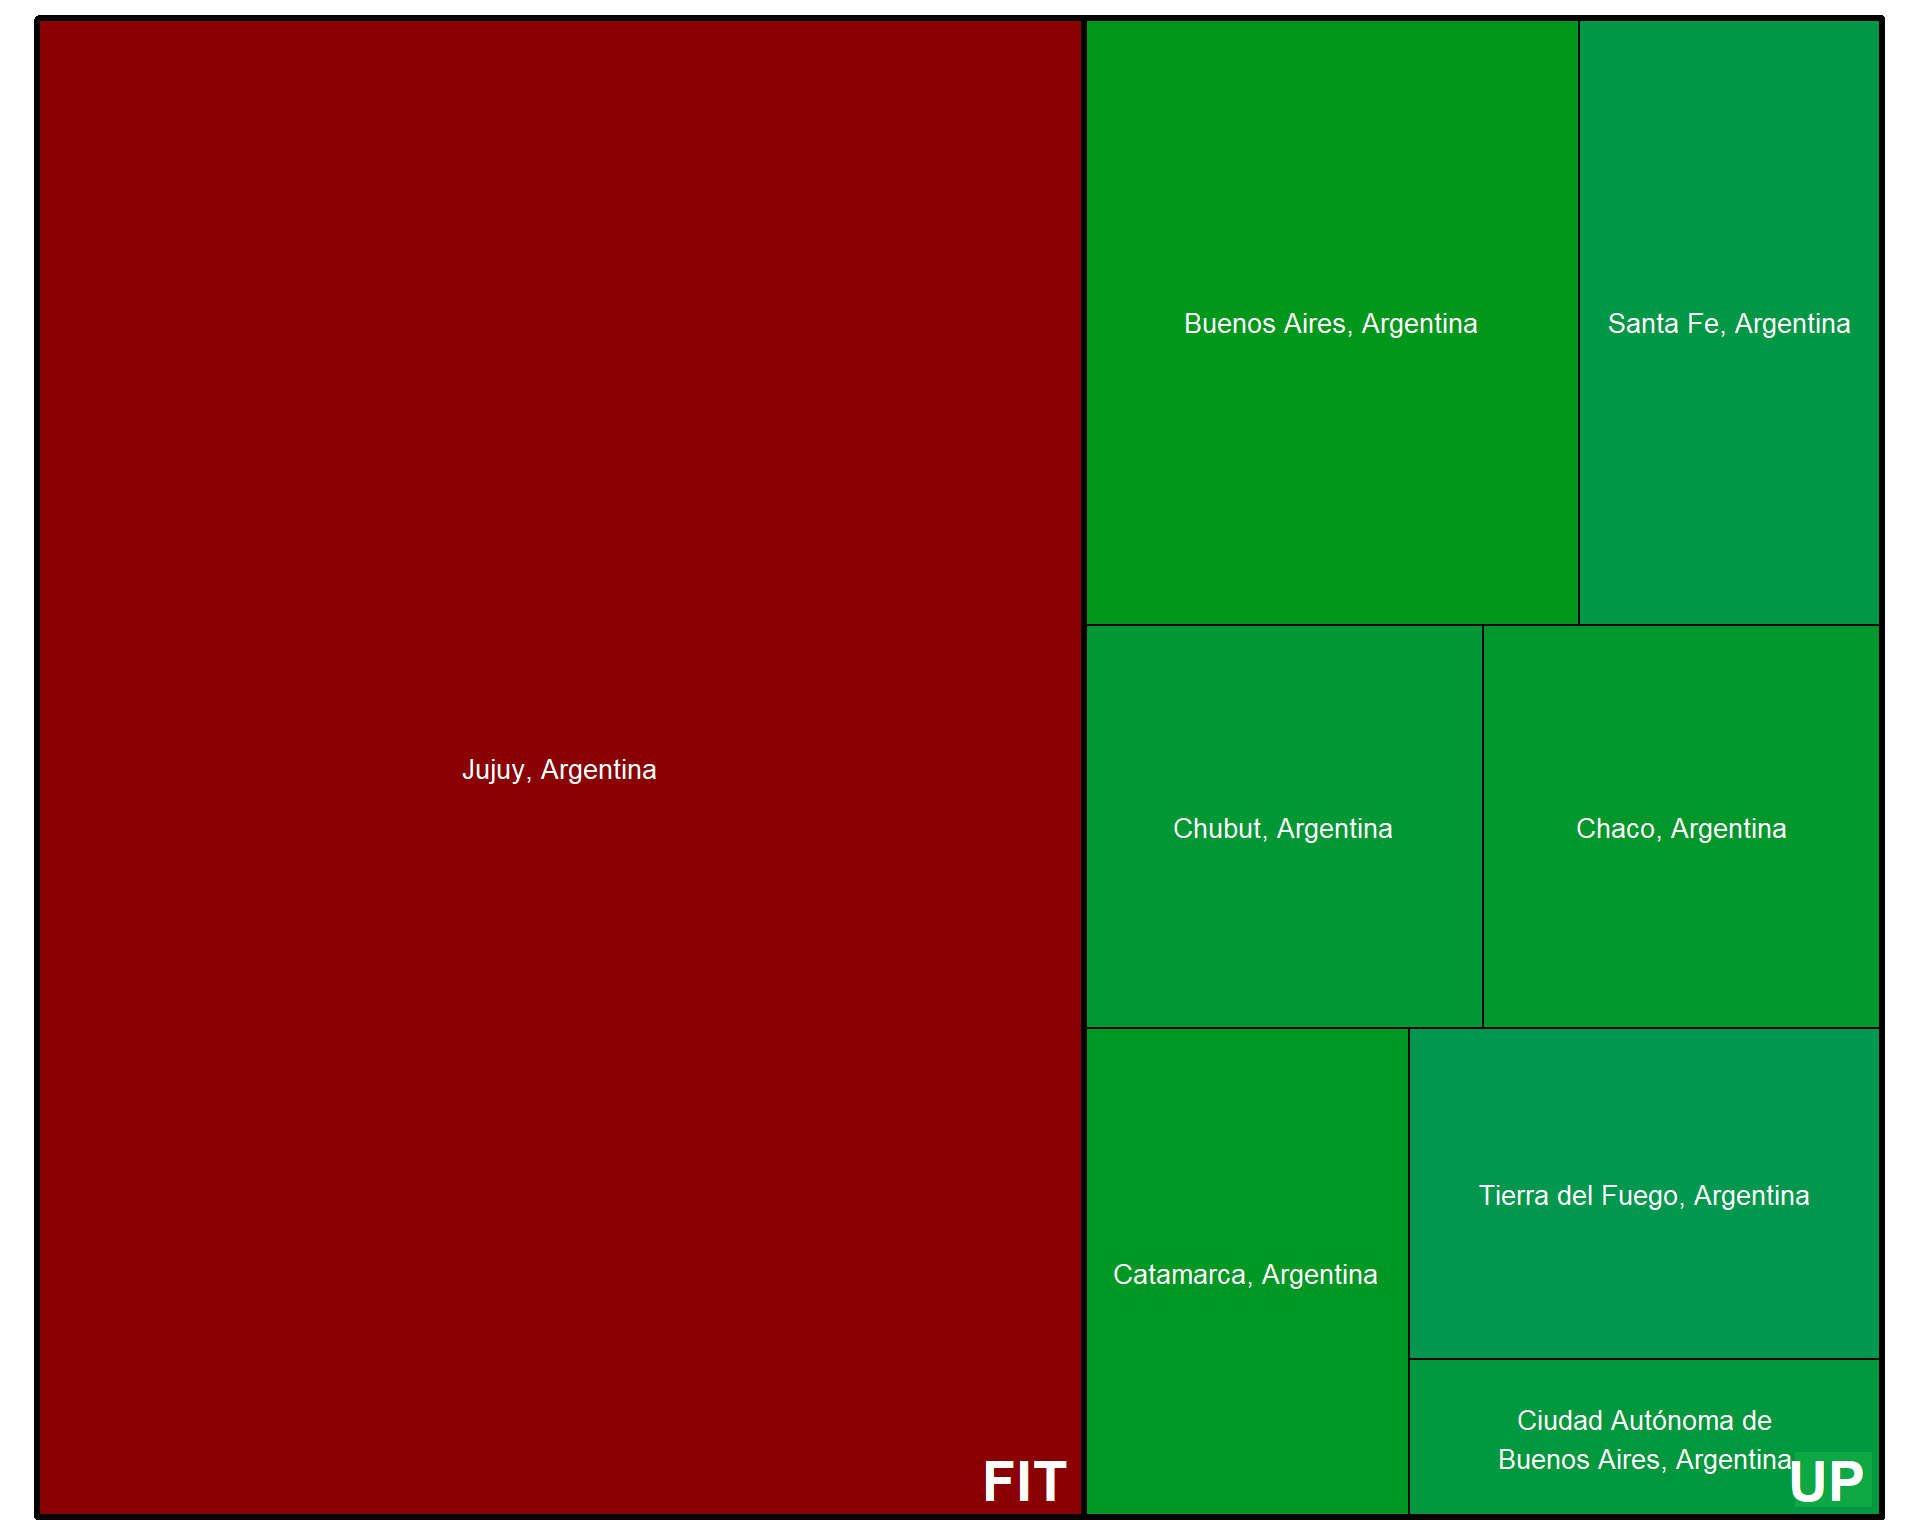 Buenos Aires, Argentina
Santa Fe, Argentina
Jujuy, Argentina
Chubut, Argentina
Chaco, Argentina
Tierra del Fuego, Argentina
Catamarca, Argentina
Ciudad Autónoma de
Buenos Aires, Argentina
FIT
UP